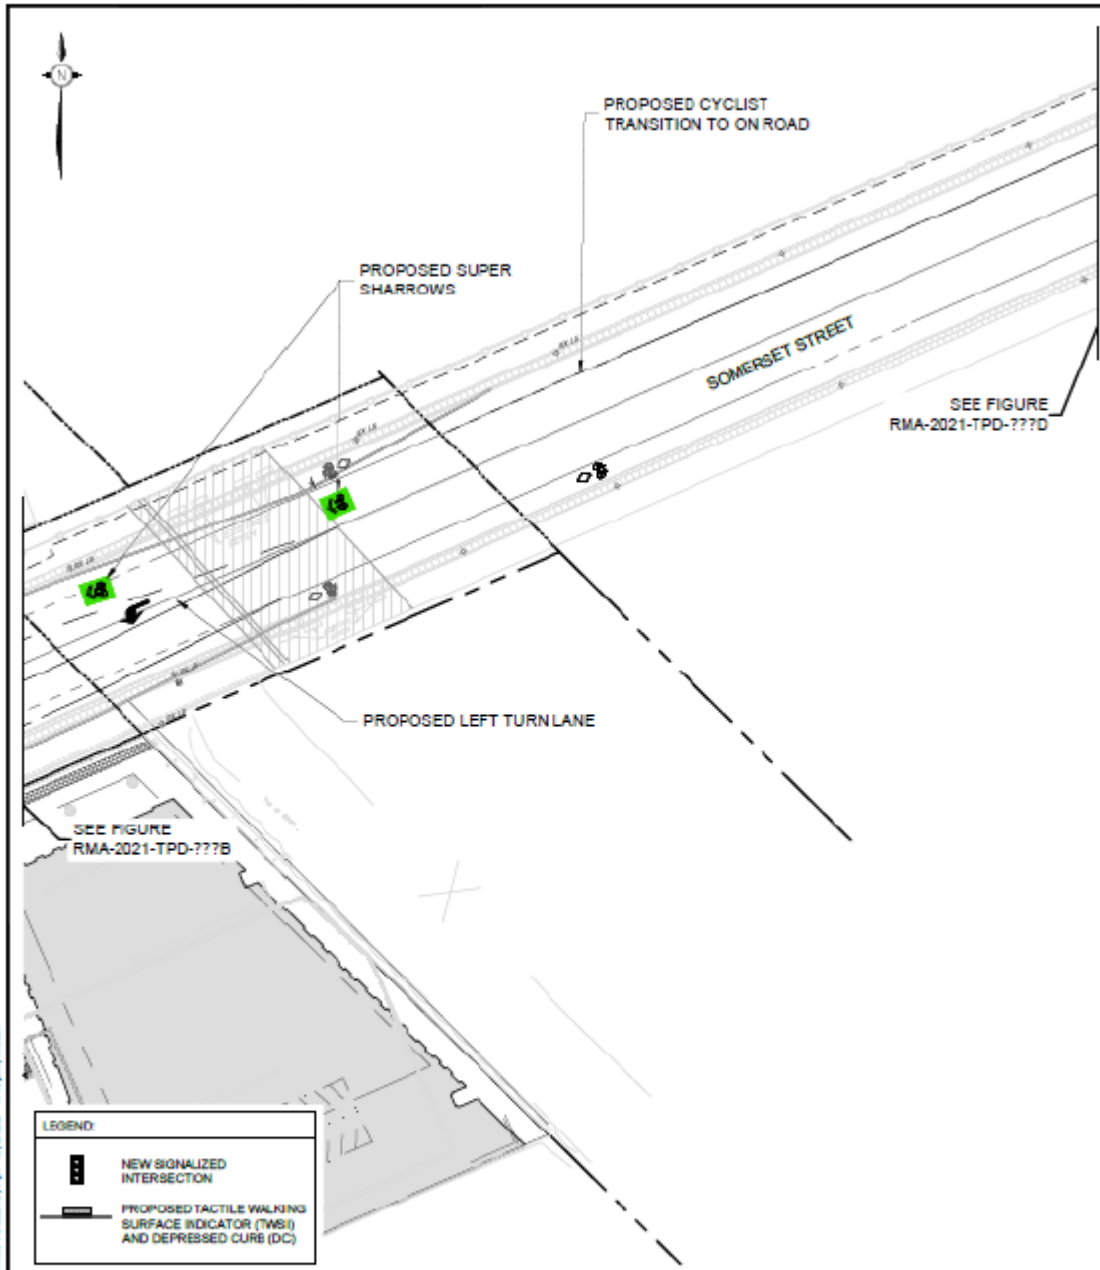 N
PROPOSED CYCLIST
TRANSITION TO ON ROAD
PROPOSED SUPER
SHARROWS
SOMERSET STREET
SEE FIGURE
RMA-2021-TPD-???D
PROPOSED LEFT TURN LANE
SEE FIGURE
RMA-2021-TPD-???B
LEGEND:
NEW SIGNALIZED
INTERSECTION
PROPOSED TACTILE WALKING
SURFACE INDICATOR (TWSI)
AND DEPRESSED CURB (DC)